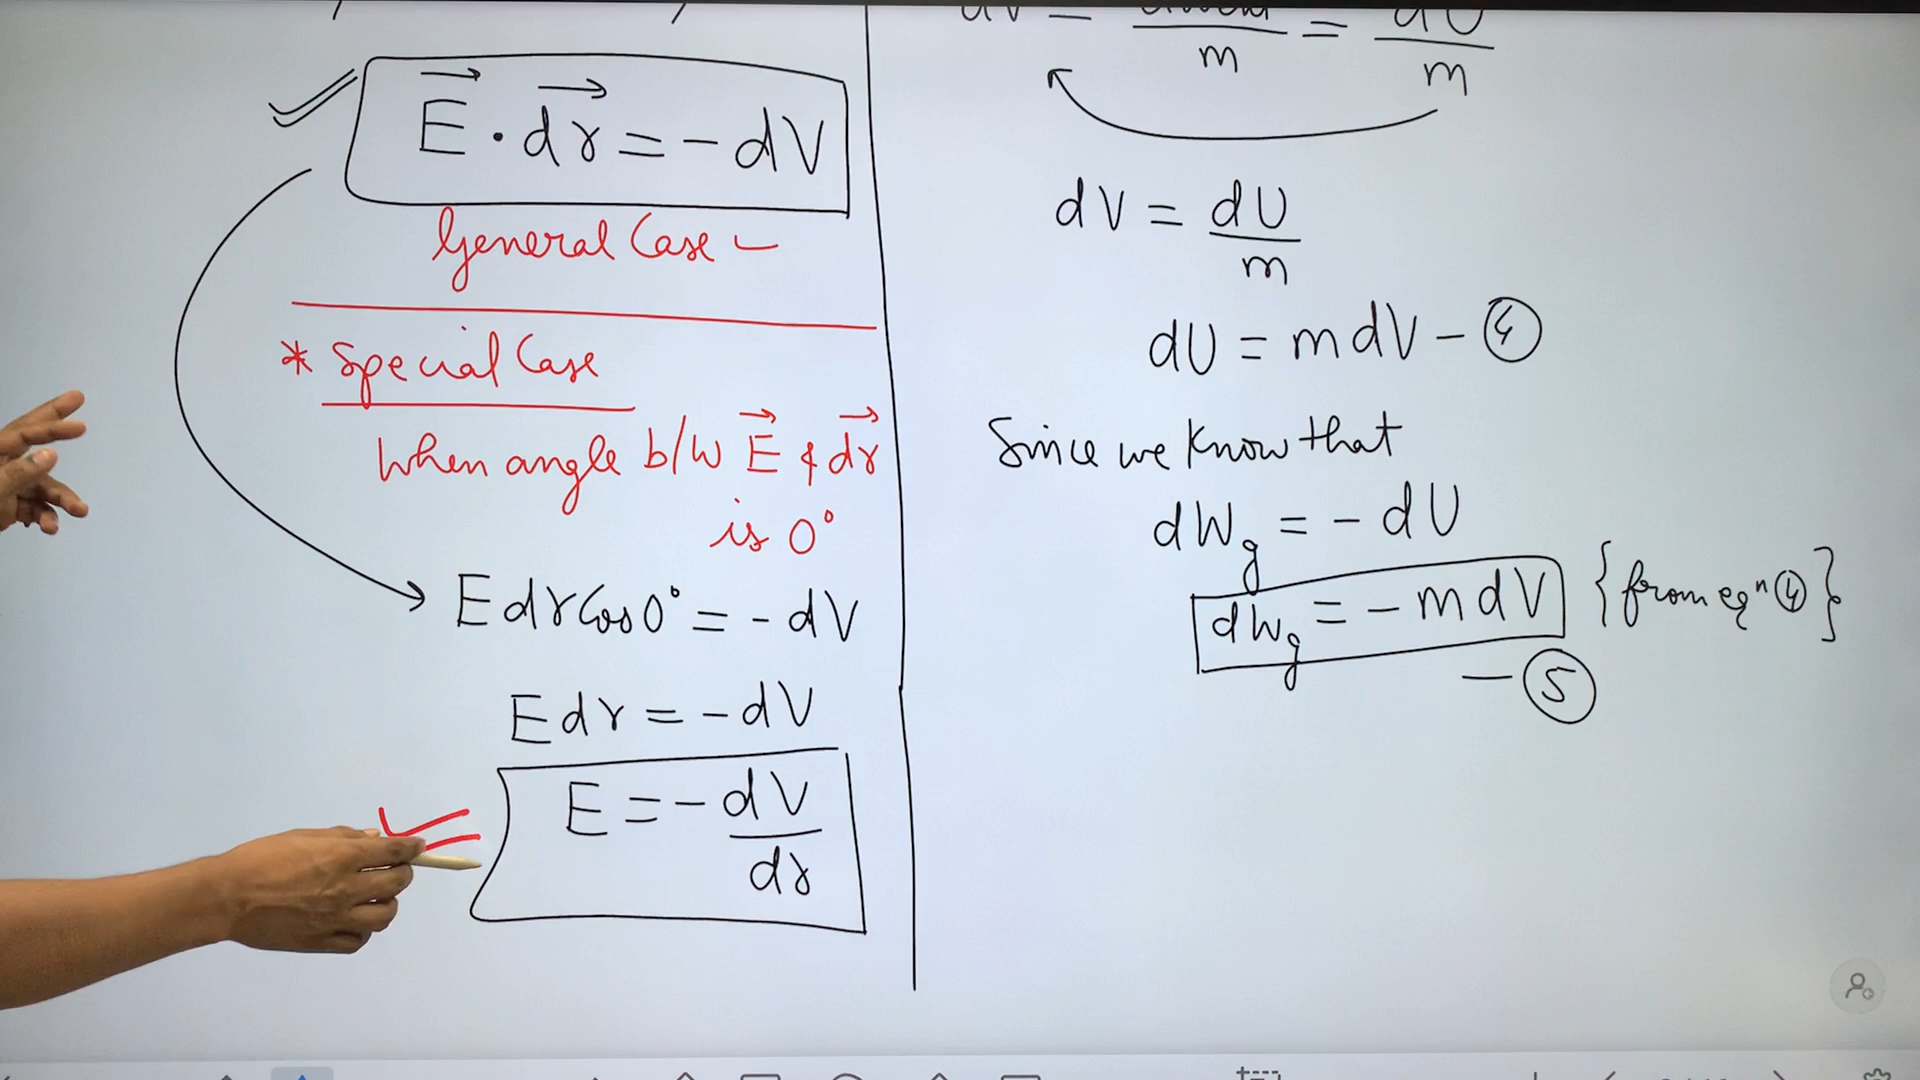 E⃗ · dr⃗ = - dV
General Case -
* Special Case
When angle b/w E⃗ & dr⃗
is 0°
E dr Cos 0° = - dV
E dr = - dV
E = - dV/dr
m = dU/m
dV = dU/m
dU = m dV - ④
Since we know that
dWg = - dU
dWg = - m dV {from eqⁿ ④}
- ⑤